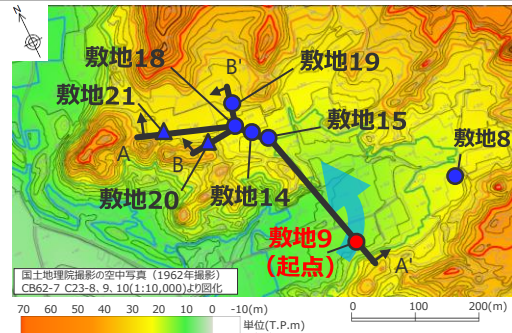 N
敷地18
B'
敷地19
敷地21
敷地15
敷地8
A
B
敷地20
敷地14
敷地9
（起点）
A'
国土地理院撮影の空中写真（1962年撮影）
CB62-7 C23-8、9、10(1:10,000)より図化
70 60 50 40 30 20 10 0 -10(m)
単位(T.P.m)
0 100 200(m)